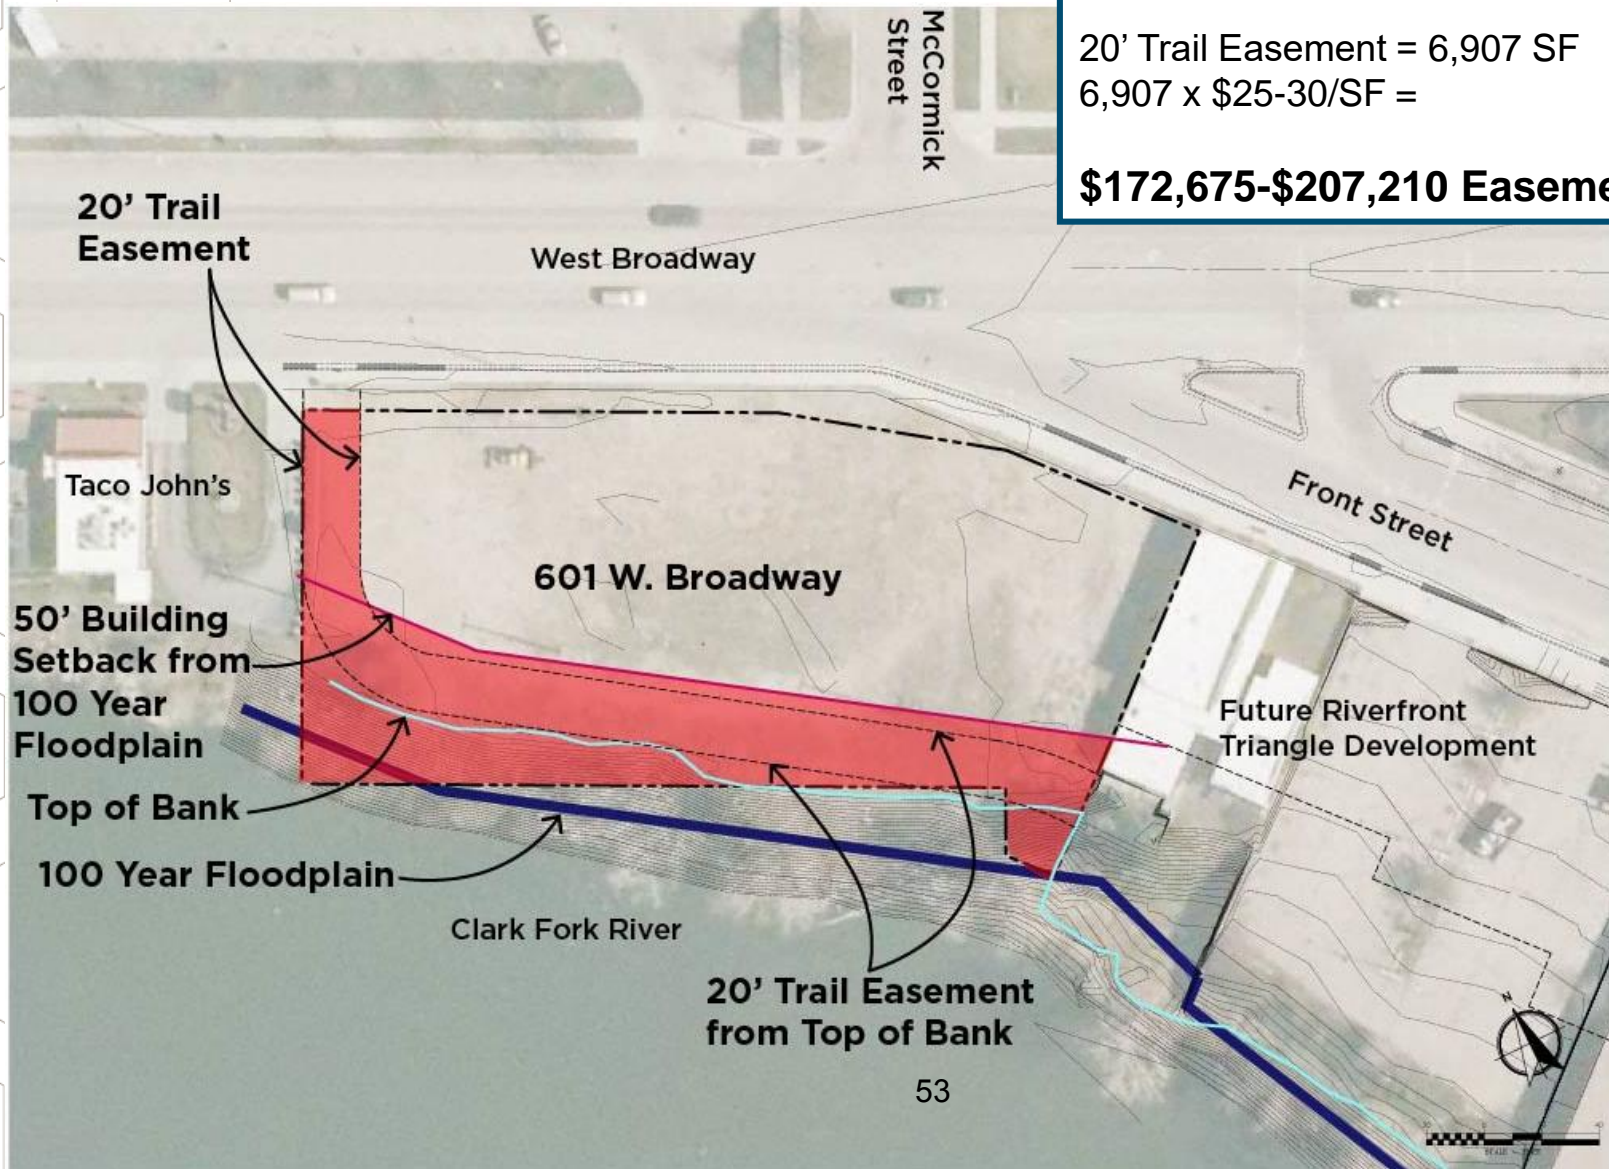 McCormick
Street
20’ Trail Easement = 6,907 SF
6,907 x $25-30/SF =
$172,675-$207,210
20’ Trail
Easement
West Broadway
Taco John’s
Front Street
601 W. Broadway
50’ Building
Setback from
100 Year
Floodplain
Future Riverfront
Triangle Development
Top of Bank
100 Year Floodplain
Clark Fork River
20’ Trail Easement
from Top of Bank
N
53